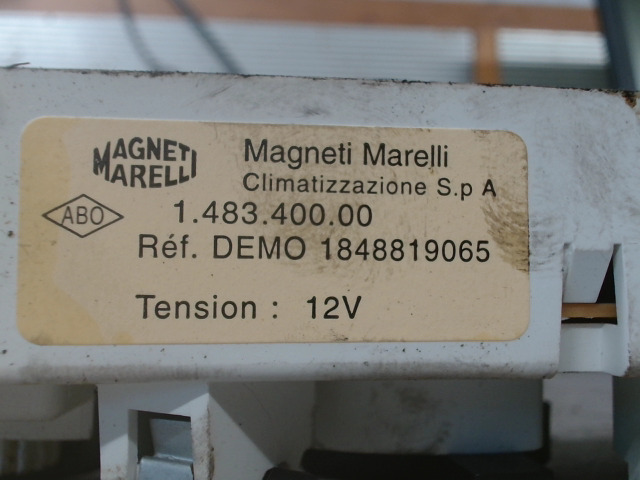 MAGNETI
MARELLI
Magneti Marelli
Climatizzazione S.p A
ABO
1.483.400.00
Réf. DEMO 1848819065
Tension : 12V